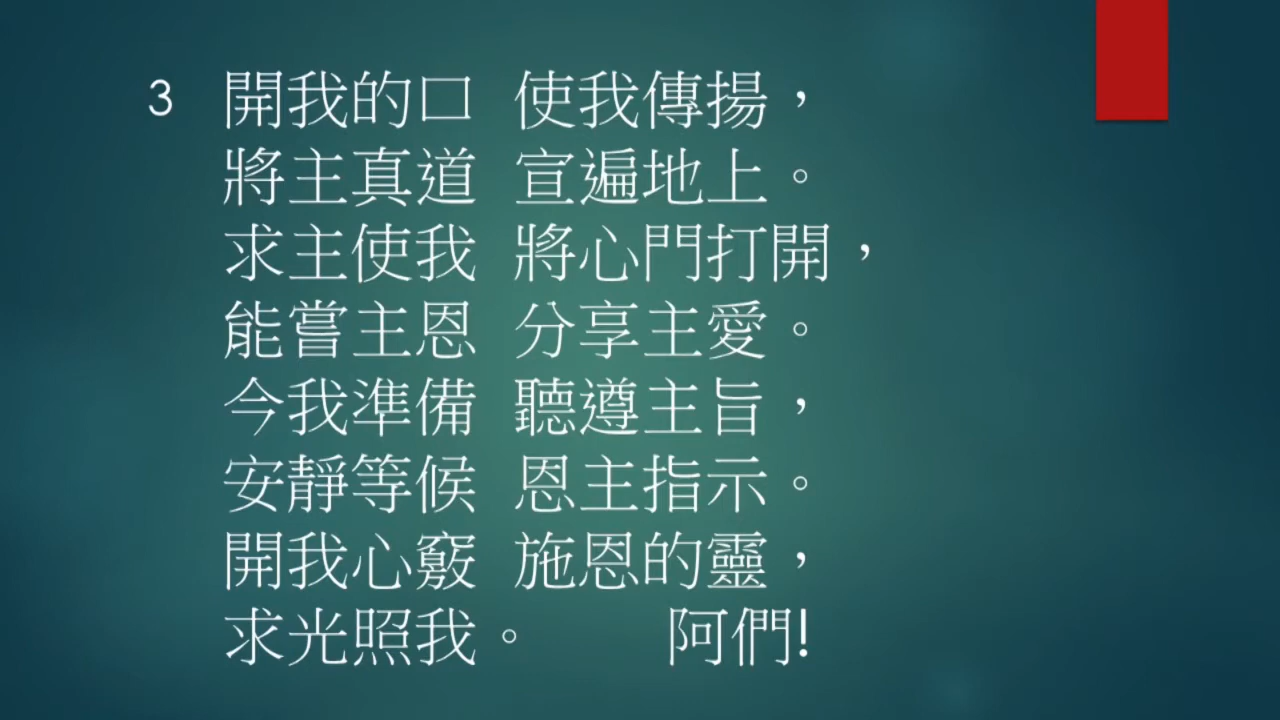 3 開我的口 使我傳揚，
將主真道 宣遍地上。
求主使我 將心門打開，
能嘗主恩 分享主愛。
今我準備 聽遵主旨，
安靜等候 恩主指示。
開我心竅 施恩的靈，
求光照我。 阿們!